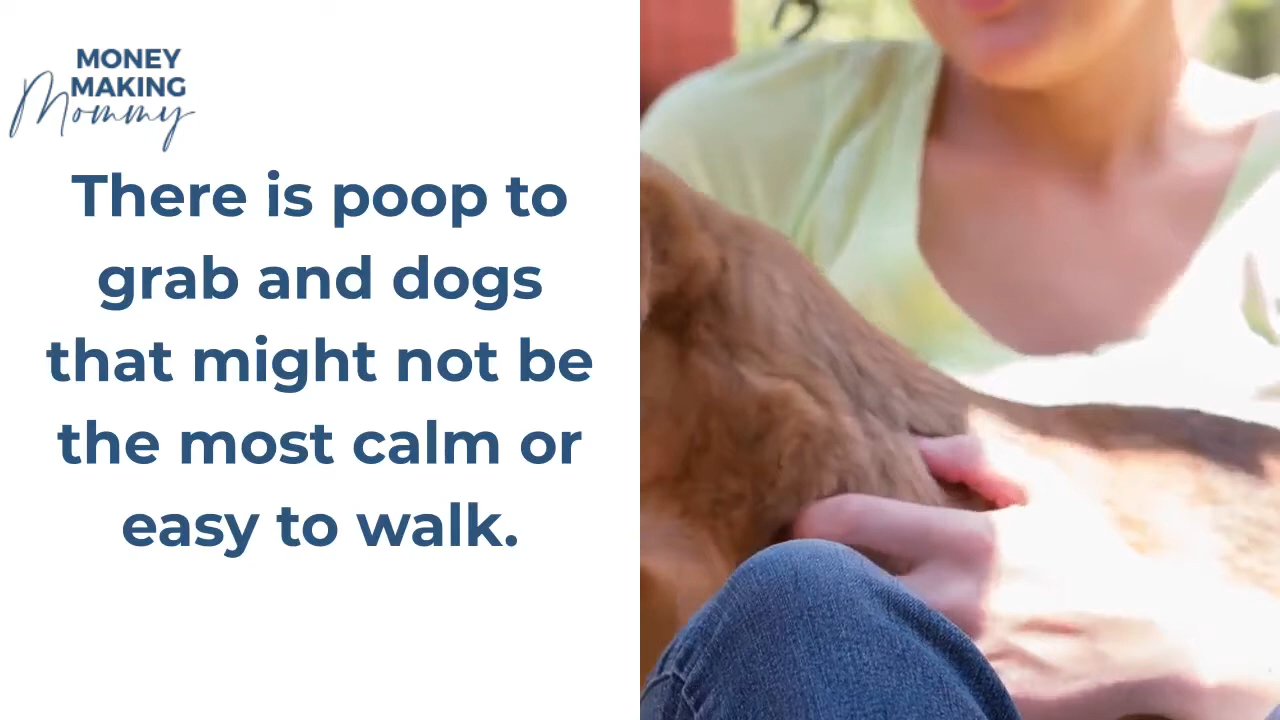 MONEY
MAKING
Mommy
There is poop to
grab and dogs
that might not be
the most calm or
easy to walk.